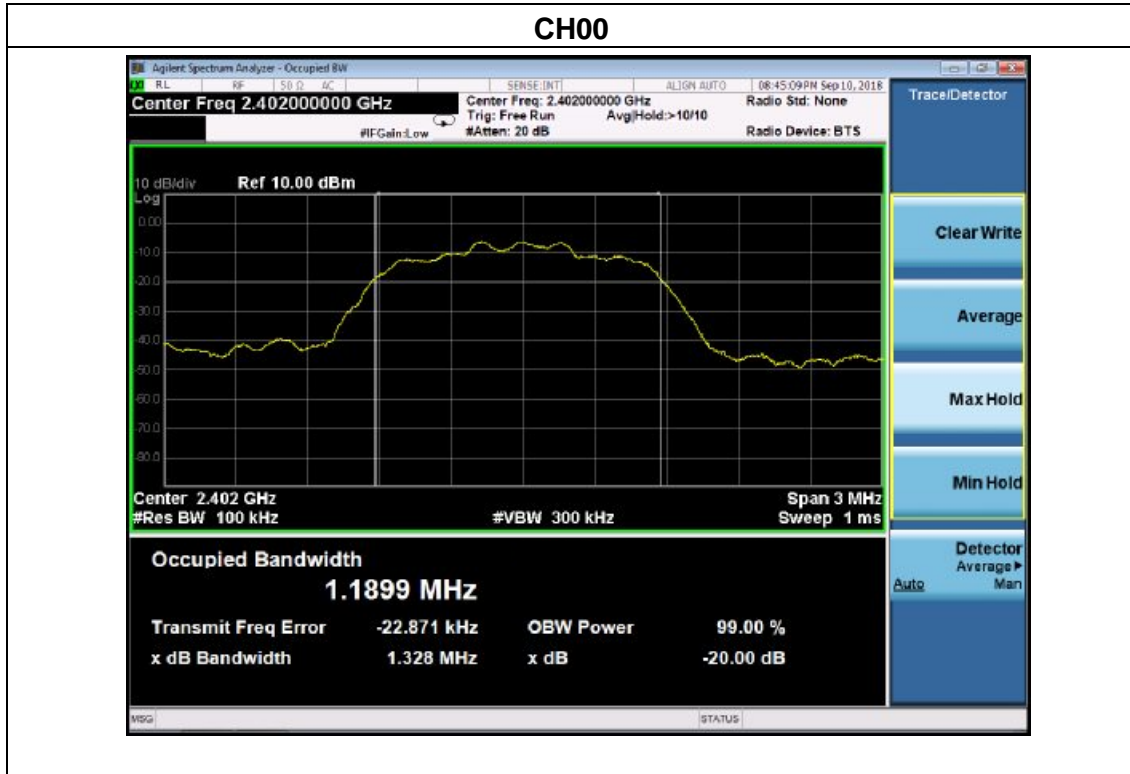 CH00
Agilent Spectrum Analyzer - Occupied BW
RL RF 50 Ω AC SENSE:INT ALIGN AUTO 08:45:09PM Sep 10, 2018
Center Freq 2.402000000 GHz
Center Freq: 2.402000000 GHz
Radio Std: None
Trig: Free Run Avg|Hold:>10/10
#IFGain:Low
#Atten: 20 dB
Radio Device: BTS
Trace/Detector
10 dB/div Ref 10.00 dBm
Log
0.00
-10.0
-20.0
-30.0
-40.0
-50.0
-60.0
-70.0
-80.0
Center 2.402 GHz
Span 3 MHz
#Res BW 100 kHz
#VBW 300 kHz
Sweep 1 ms
Clear Write
Average
Max Hold
Min Hold
Detector
Average▶
Auto Man
Occupied Bandwidth
1.1899 MHz
Transmit Freq Error -22.871 kHz OBW Power 99.00 %
x dB Bandwidth 1.328 MHz x dB -20.00 dB
MSG
STATUS